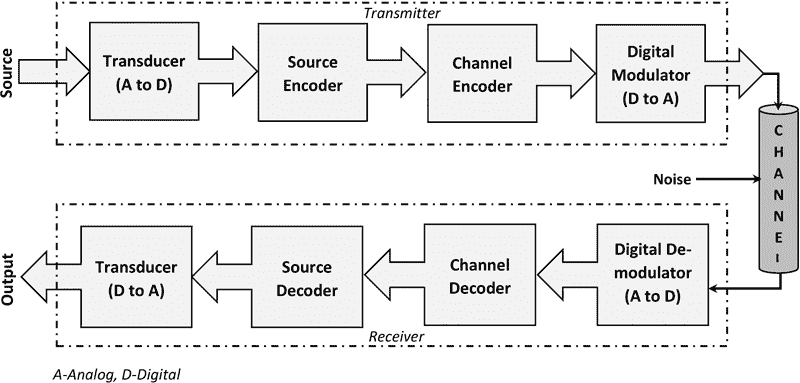 Transmitter
Source
Transducer
(A to D)
Source
Encoder
Channel
Encoder
Digital
Modulator
(D to A)
C
H
A
N
N
E
l
Noise
Output
Transducer
(D to A)
Source
Decoder
Channel
Decoder
Digital De-
modulator
(A to D)
Receiver
A-Analog, D-Digital